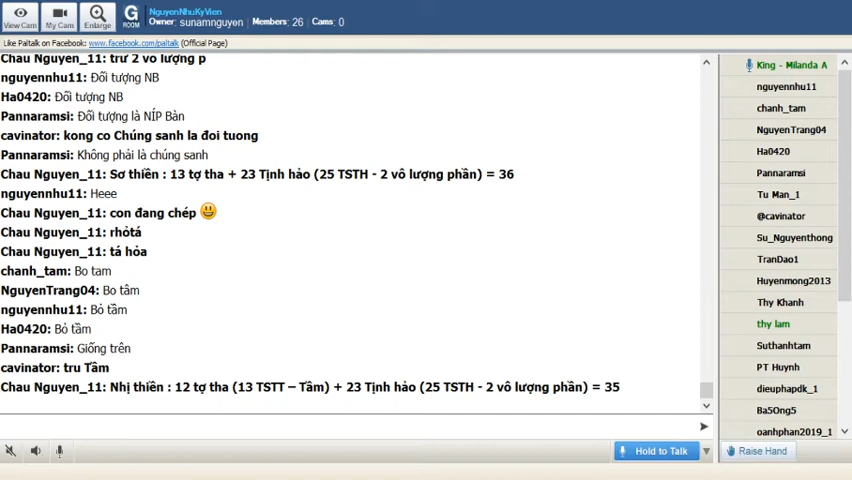 View Cam
My Cam
Enlarge
G
ROOM
NguyenNhuKyVien
Owner: sunamnguyen Members: 26 Cams: 0
Like Paltalk on Facebook: www.facebook.com/paltalk (Official Page)
Chau Nguyen_11: trừ 2 vô lượng p
nguyennhu11: Đối tượng NB
Ha0420: Đối tượng NB
Pannaramsi: Đối tượng là NÍP Bàn
cavinator: kong co Chúng sanh la đoi tuong
Pannaramsi: Không phải là chúng sanh
Chau Nguyen_11: Sơ thiền : 13 tợ tha + 23 Tịnh hảo (25 TSTH - 2 vô lượng phần) = 36
nguyennhu11: Heee
Chau Nguyen_11: con đang chép
Chau Nguyen_11: rhỏtá
Chau Nguyen_11: tá hỏa
chanh_tam: Bo tam
NguyenTrang04: Bo tâm
nguyennhu11: Bỏ tầm
Ha0420: Bỏ tầm
Pannaramsi: Giống trên
cavinator: tru Tầm
Chau Nguyen_11: Nhị thiền : 12 tợ tha (13 TSTT – Tầm) + 23 Tịnh hảo (25 TSTH - 2 vô lượng phần) = 35
Hold to Talk
King - Milanda A
nguyennhu11
chanh_tam
NguyenTrang04
Ha0420
Pannaramsi
Tu Man_1
@cavinator
Su_Nguyenthong
TranDao1
Huyenmong2013
Thy Khanh
thy lam
Suthanhtam
PT Huynh
dieuphapdk_1
Ba5Ong5
oanhphan2019_1
Raise Hand